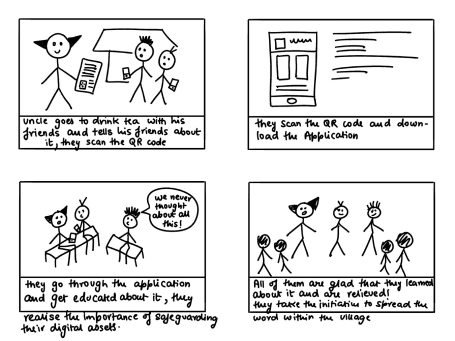 uncle goes to drink tea with his
friends and tells his friends about
it, they scan the QR code
they scan the QR code and down-
load the Application
we never
thought
about all
this!
they go through the application
and get educated about it, they
realise the importance of safeguarding
their digital assets.
All of them are glad that they learned
about it and are relieved!
they take the initiative to spread the
word within the village